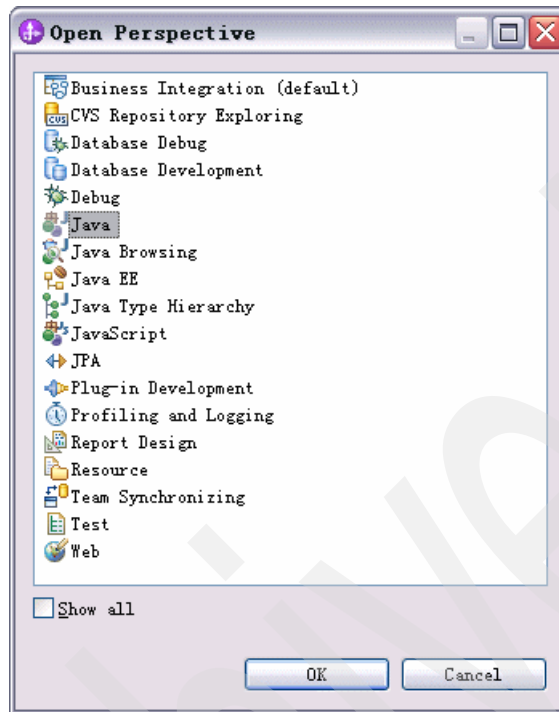 Open Perspective
Business Integration (default)
CVS Repository Exploring
Database Debug
Database Development
Debug
Java
Java Browsing
Java EE
Java Type Hierarchy
JavaScript
JPA
Plug-in Development
Profiling and Logging
Report Design
Resource
Team Synchronizing
Test
Web
Show all
OK
Cancel